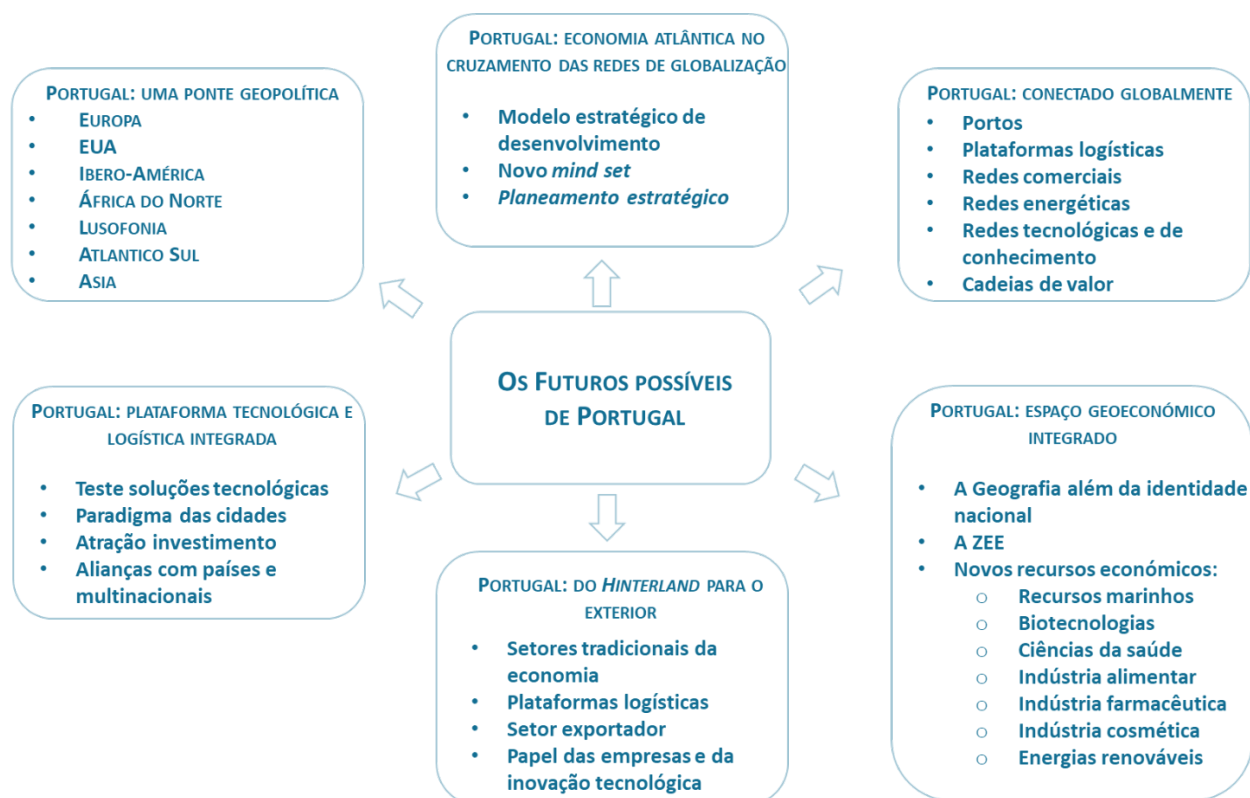 PORTUGAL: UMA PONTE GEOPOLÍTICA
• EUROPA
• EUA
• IBERO-AMÉRICA
• ÁFRICA DO NORTE
• LUSOFONIA
• ATLANTICO SUL
• ASIA
PORTUGAL: ECONOMIA ATLÂNTICA NO
CRUZAMENTO DAS REDES DE GLOBALIZAÇÃO
• Modelo estratégico de
desenvolvimento
• Novo mind set
• Planeamento estratégico
PORTUGAL: CONECTADO GLOBALMENTE
• Portos
• Plataformas logísticas
• Redes comerciais
• Redes energéticas
• Redes tecnológicas e de
conhecimento
• Cadeias de valor
OS FUTUROS POSSÍVEIS
DE PORTUGAL
PORTUGAL: PLATAFORMA TECNOLÓGICA E
LOGÍSTICA INTEGRADA
• Teste soluções tecnológicas
• Paradigma das cidades
• Atração investimento
• Alianças com países e
multinacionais
PORTUGAL: DO HINTERLAND PARA O
EXTERIOR
• Setores tradicionais da
economia
• Plataformas logísticas
• Setor exportador
• Papel das empresas e da
inovação tecnológica
PORTUGAL: ESPAÇO GEOECONÓMICO
INTEGRADO
• A Geografia além da identidade
nacional
• A ZEE
• Novos recursos económicos:
o Recursos marinhos
o Biotecnologias
o Ciências da saúde
o Indústria alimentar
o Indústria farmacêutica
o Indústria cosmética
o Energias renováveis